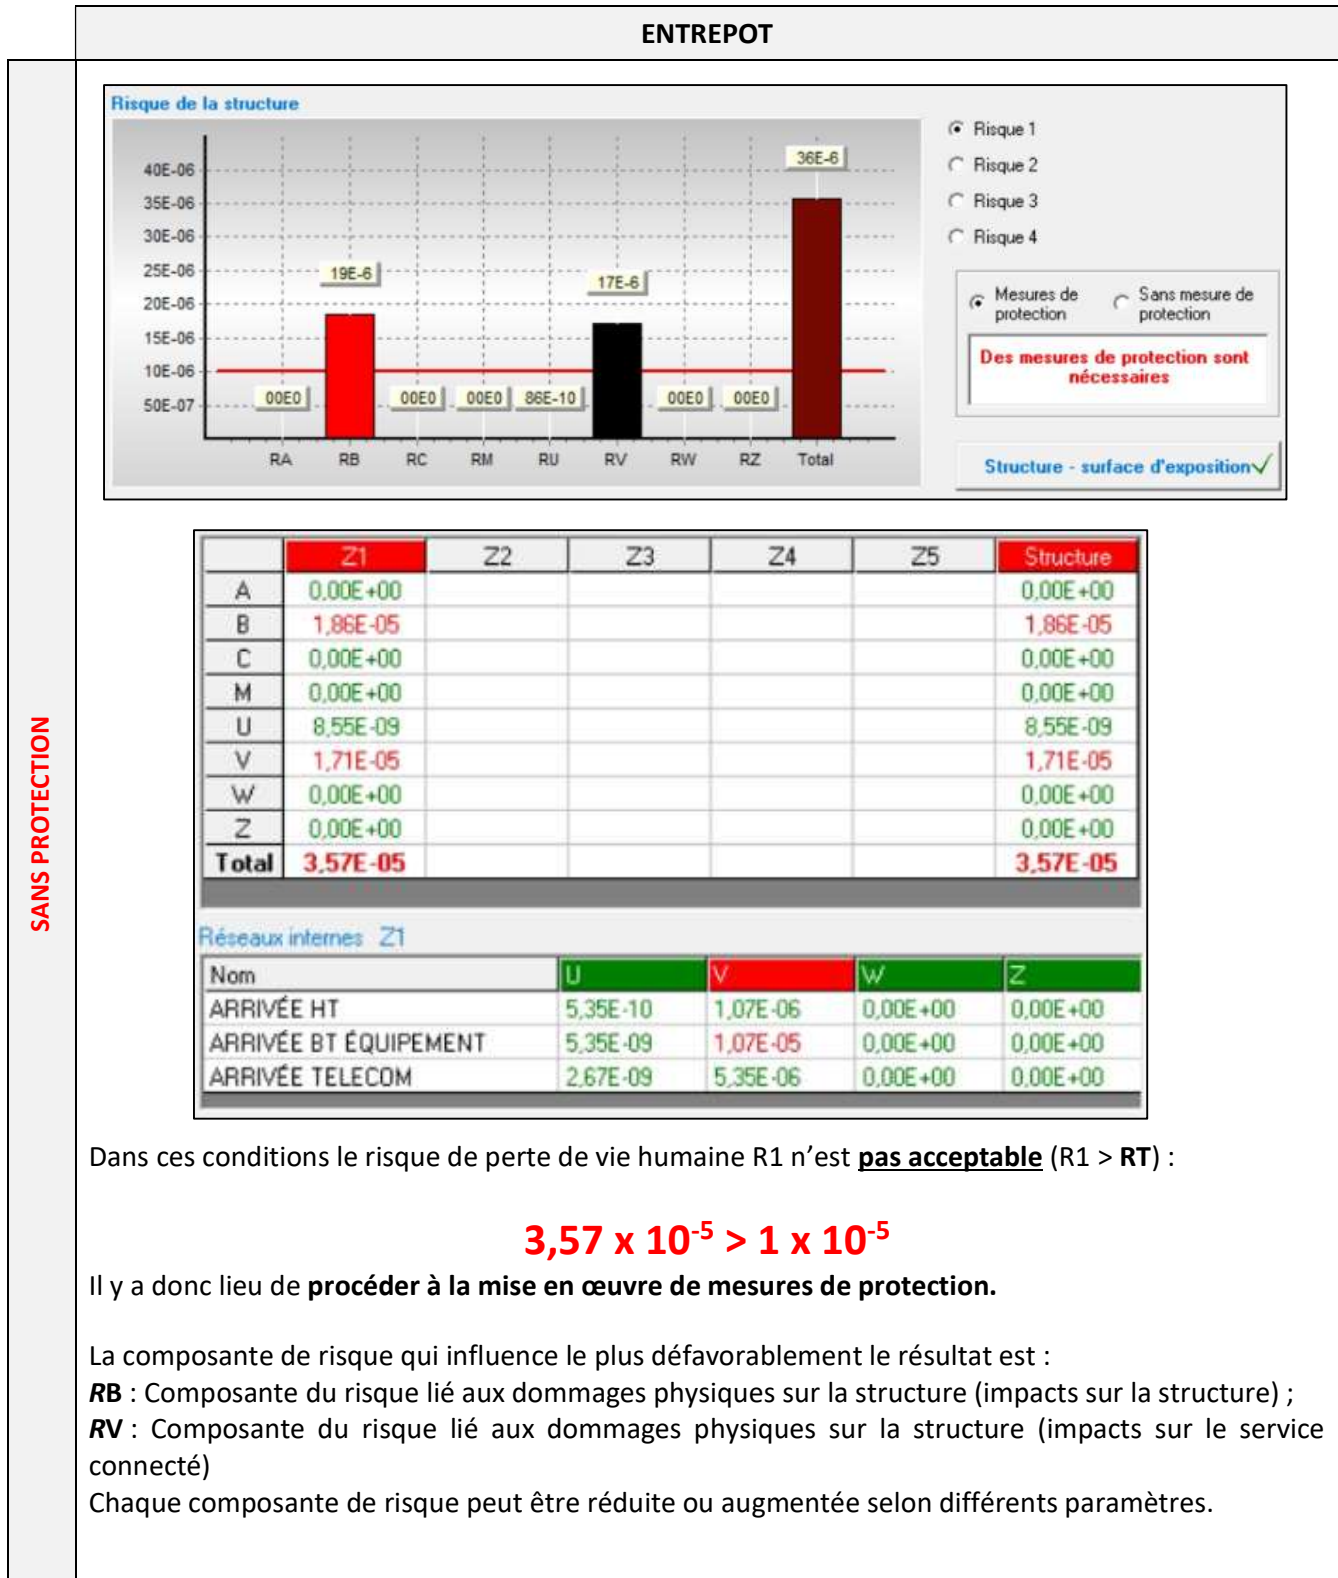 ENTREPOT
SANS PROTECTION
Risque de la structure
40E-06
35E-06
30E-06
25E-06
20E-06
15E-06
10E-06
50E-07
00E0
19E-6
00E0
00E0
86E-10
17E-6
00E0
00E0
36E-6
RA RB RC RM RU RV RW RZ Total
Risque 1
Risque 2
Risque 3
Risque 4
Mesures de protection
Sans mesure de protection
Des mesures de protection sont
nécessaires
Structure - surface d'exposition
Z1 Z2 Z3 Z4 Z5 Structure
A 0,00E+00 0,00E+00
B 1,86E-05 1,86E-05
C 0,00E+00 0,00E+00
M 0,00E+00 0,00E+00
U 8,55E-09 8,55E-09
V 1,71E-05 1,71E-05
W 0,00E+00 0,00E+00
Z 0,00E+00 0,00E+00
Total 3,57E-05 3,57E-05
Réseaux internes Z1
Nom U V W Z
ARRIVÉE HT 5,35E-10 1,07E-06 0,00E+00 0,00E+00
ARRIVÉE BT ÉQUIPEMENT 5,35E-09 1,07E-05 0,00E+00 0,00E+00
ARRIVÉE TELECOM 2,67E-09 5,35E-06 0,00E+00 0,00E+00
Dans ces conditions le risque de perte de vie humaine R1 n’est pas acceptable (R1 > RT) :
3,57 x 10⁻⁵ > 1 x 10⁻⁵
Il y a donc lieu de procéder à la mise en œuvre de mesures de protection.
La composante de risque qui influence le plus défavorablement le résultat est :
RB : Composante du risque lié aux dommages physiques sur la structure (impacts sur la structure) ;
RV : Composante du risque lié aux dommages physiques sur la structure (impacts sur le service
connecté)
Chaque composante de risque peut être réduite ou augmentée selon différents paramètres.